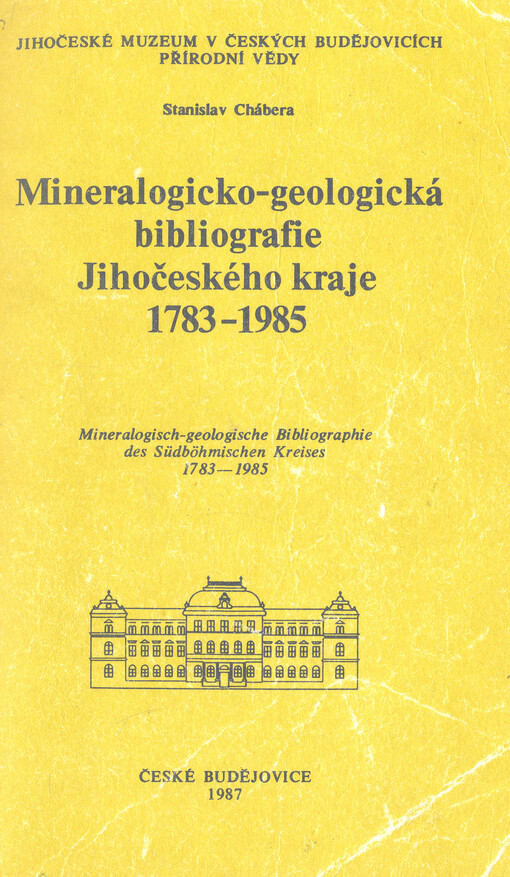 JIHOČESKÉ MUZEUM V ČESKÝCH BUDĚJOVICÍCH
PŘÍRODNÍ VĚDY
Stanislav Chábera
Mineralogicko-geologická
bibliografie
Jihočeského kraje
1783-1985
Mineralogisch-geologische Bibliographie
des Südböhmischen Kreises
1783—1985
ČESKÉ BUDĚJOVICE
1987